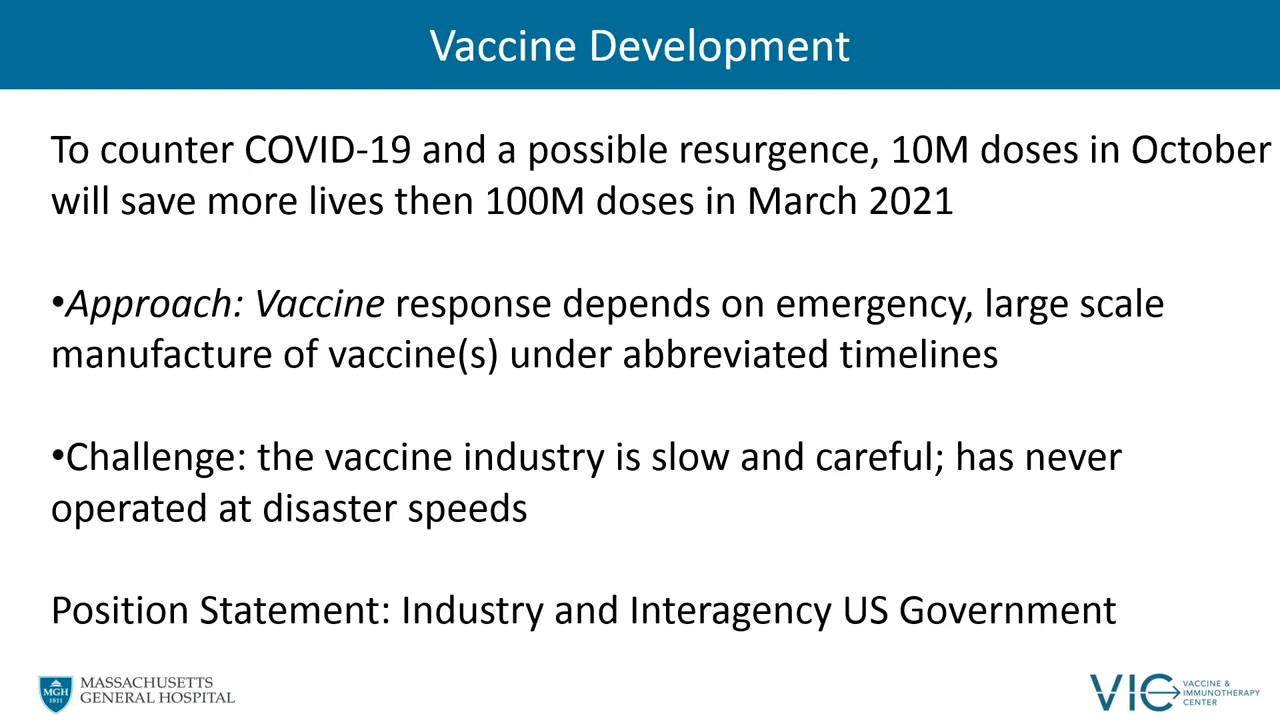 Vaccine Development
To counter COVID-19 and a possible resurgence, 10M doses in October
will save more lives then 100M doses in March 2021
•Approach: Vaccine response depends on emergency, large scale
manufacture of vaccine(s) under abbreviated timelines
•Challenge: the vaccine industry is slow and careful; has never
operated at disaster speeds
Position Statement: Industry and Interagency US Government
MGH
1811
MASSACHUSETTS
GENERAL HOSPITAL
VIC
VACCINE &
IMMUNOTHERAPY
CENTER